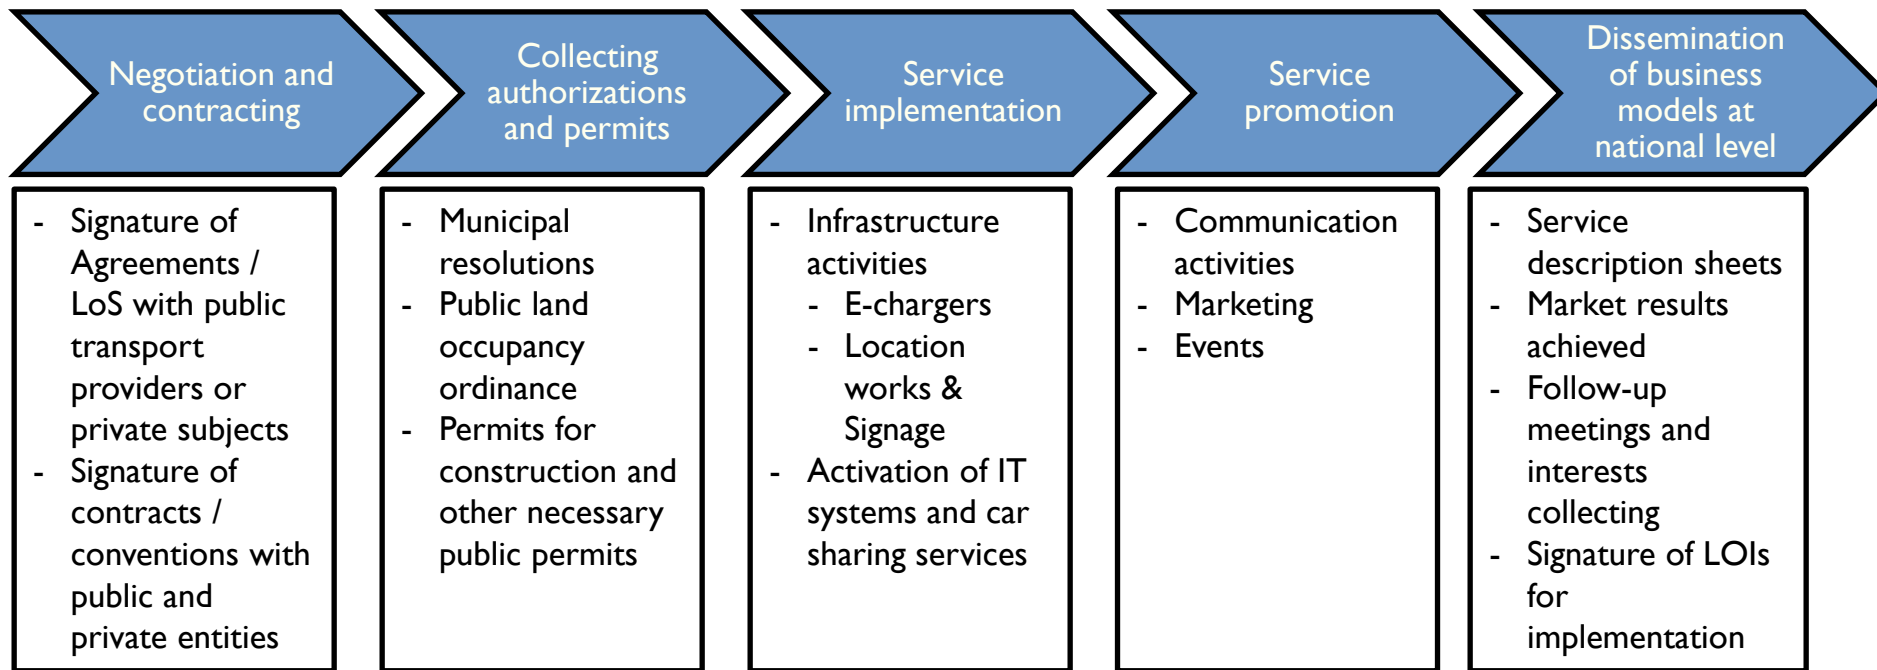 Negotiation and
contracting
Collecting
authorizations
and permits
Service
implementation
Service
promotion
Dissemination
of business
models at
national level
- Signature of
Agreements /
LoS with public
transport
providers or
private subjects
- Signature of
contracts /
conventions with
public and
private entities
- Municipal
resolutions
- Public land
occupancy
ordinance
- Permits for
construction and
other necessary
public permits
- Infrastructure
activities
- E-chargers
- Location
works &
Signage
- Activation of IT
systems and car
sharing services
- Communication
activities
- Marketing
- Events
- Service
description sheets
- Market results
achieved
- Follow-up
meetings and
interests
collecting
- Signature of LOIs
for
implementation